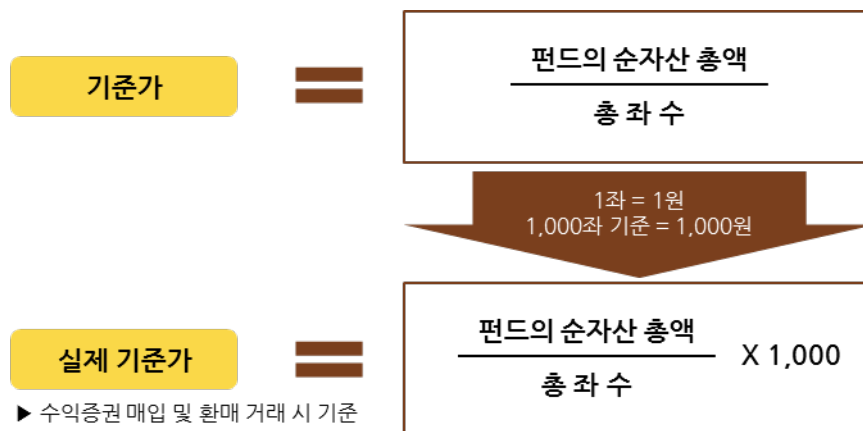 기준가
펀드의 순자산 총액
총 좌 수
1좌 = 1원
1,000좌 기준 = 1,000원
실제 기준가
펀드의 순자산 총액
총 좌 수
X 1,000
▶ 수익증권 매입 및 환매 거래 시 기준